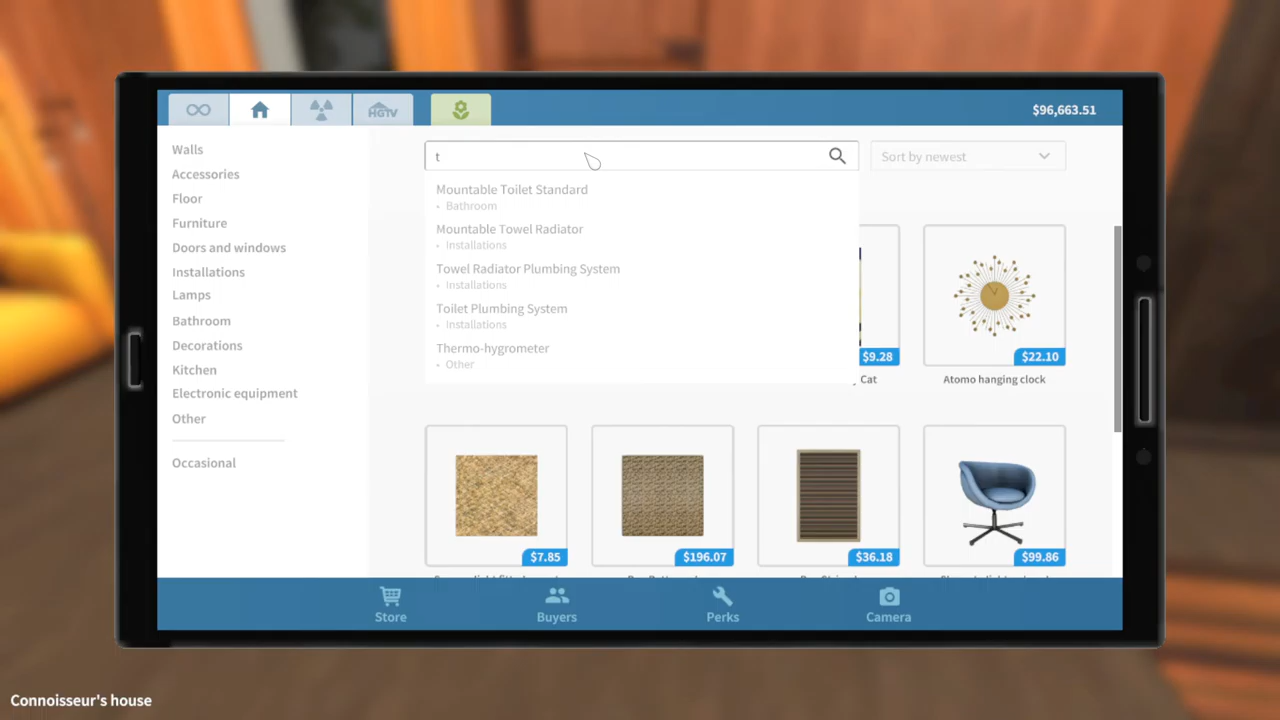 HGTV
$96,663.51
Walls
Accessories
Floor
Furniture
Doors and windows
Installations
Lamps
Bathroom
Decorations
Kitchen
Electronic equipment
Other
Occasional
t
Sort by newest
Mountable Toilet Standard
• Bathroom
Mountable Towel Radiator
• Installations
Towel Radiator Plumbing System
• Installations
Toilet Plumbing System
• Installations
Thermo-hygrometer
• Other
$9.28
$22.10
Cat
Atomo hanging clock
$7.85
$196.07
$36.18
$99.86
Store
Buyers
Perks
Camera
Connoisseur's house